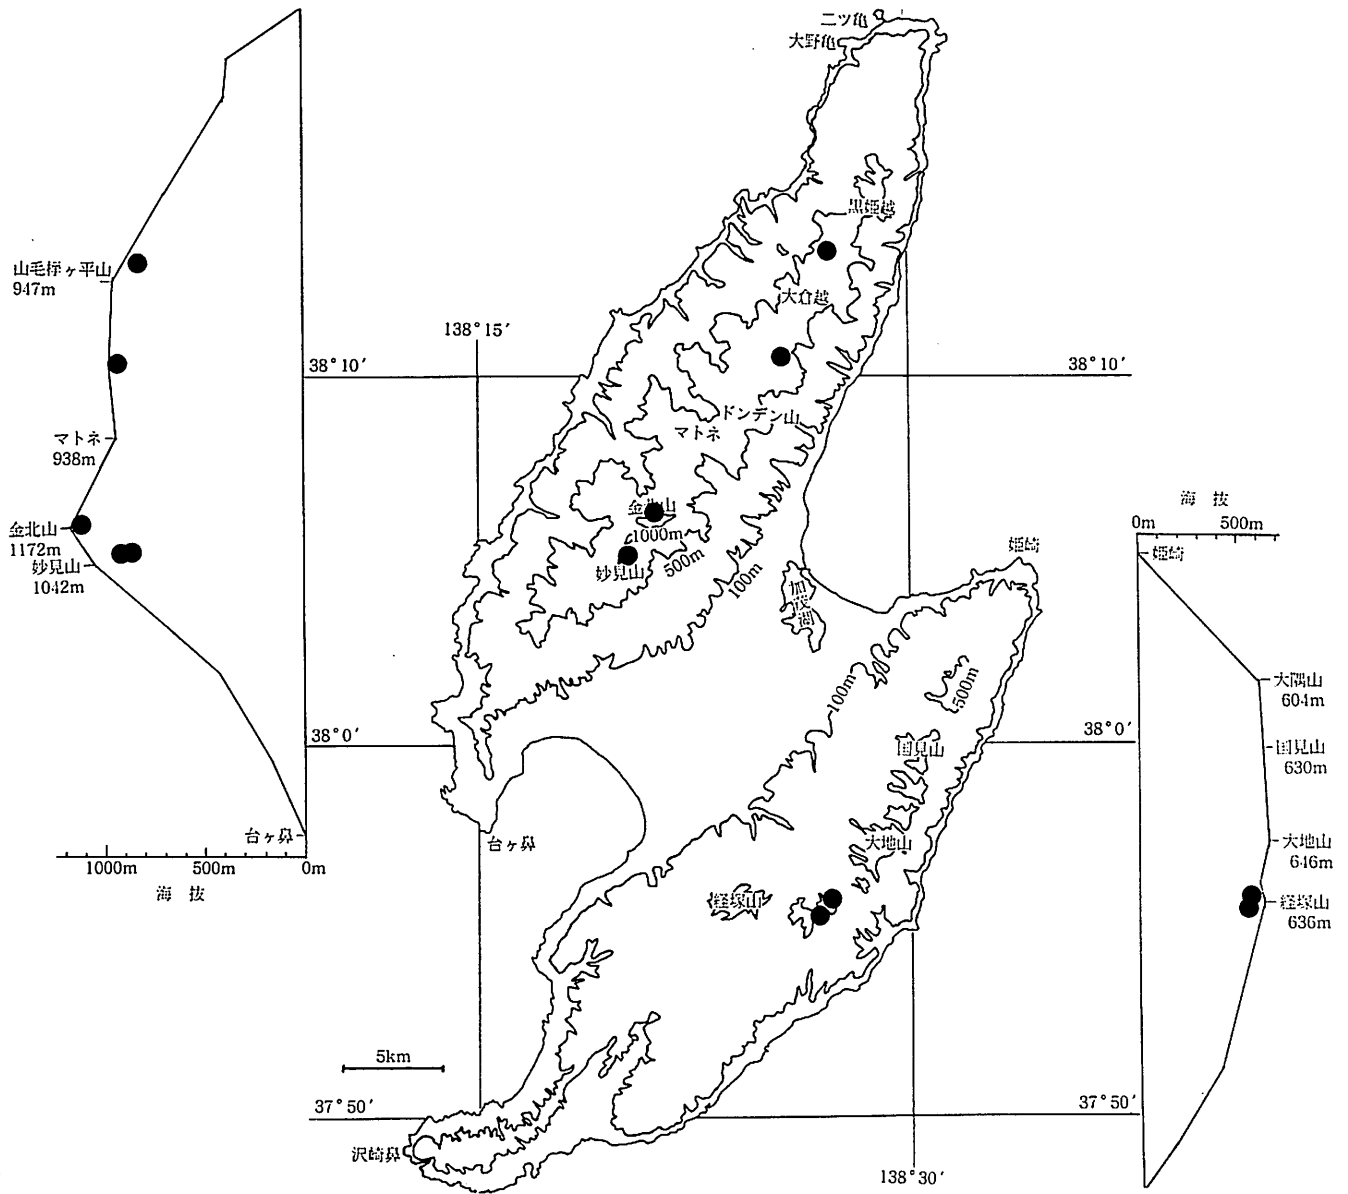 二ツ亀
大野亀
黒姫越
大倉越
138°15′
38°10′
38°10′
ドンデン山
マトネ
金北山
1000m
妙見山
500m
100m
加茂湖
姫崎
山毛欅ヶ平山
947m
マトネ
938m
金北山
1172m
妙見山
1042m
台ヶ鼻
1000m
500m
0m
海抜
海抜
0m
500m
姫崎
大隅山
604m
国見山
630m
大地山
646m
経塚山
636m
100m
500m
38°0′
38°0′
国見山
台ヶ鼻
大地山
経塚山
5km
37°50′
37°50′
沢崎鼻
138°30′